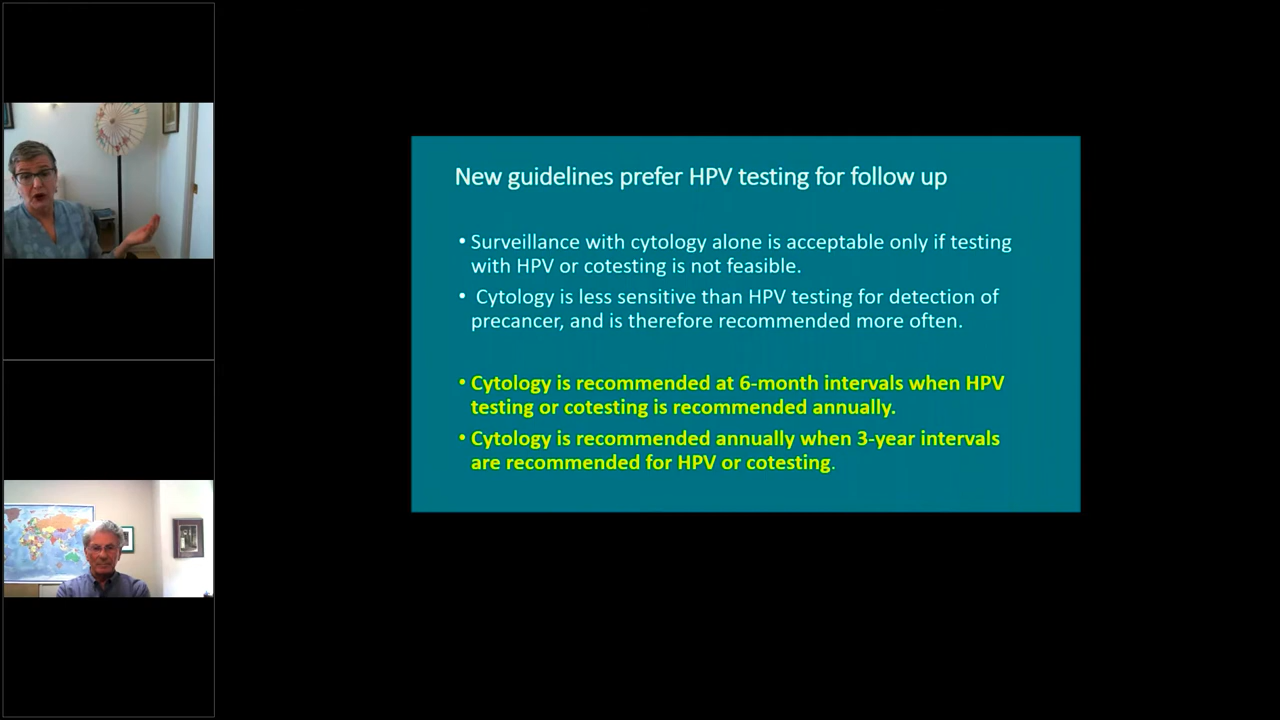 New guidelines prefer HPV testing for follow up
• Surveillance with cytology alone is acceptable only if testing
with HPV or cotesting is not feasible.
• Cytology is less sensitive than HPV testing for detection of
precancer, and is therefore recommended more often.
• Cytology is recommended at 6-month intervals when HPV
testing or cotesting is recommended annually.
• Cytology is recommended annually when 3-year intervals
are recommended for HPV or cotesting.